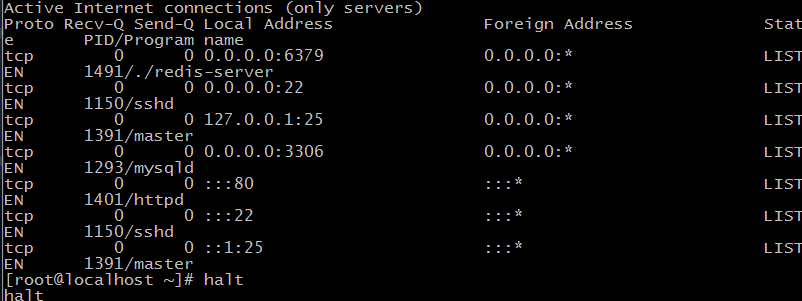 Active Internet connections (only servers)
Proto Recv-Q Send-Q Local Address Foreign Address Stat
e PID/Program name
tcp 0 0 0.0.0.0:6379 0.0.0.0:* LIST
EN 1491/./redis-server
tcp 0 0 0.0.0.0:22 0.0.0.0:* LIST
EN 1150/sshd
tcp 0 0 127.0.0.1:25 0.0.0.0:* LIST
EN 1391/master
tcp 0 0 0.0.0.0:3306 0.0.0.0:* LIST
EN 1293/mysqld
tcp 0 0 :::80 :::* LIST
EN 1401/httpd
tcp 0 0 :::22 :::* LIST
EN 1150/sshd
tcp 0 0 ::1:25 :::* LIST
EN 1391/master
[root@localhost ~]# halt
halt